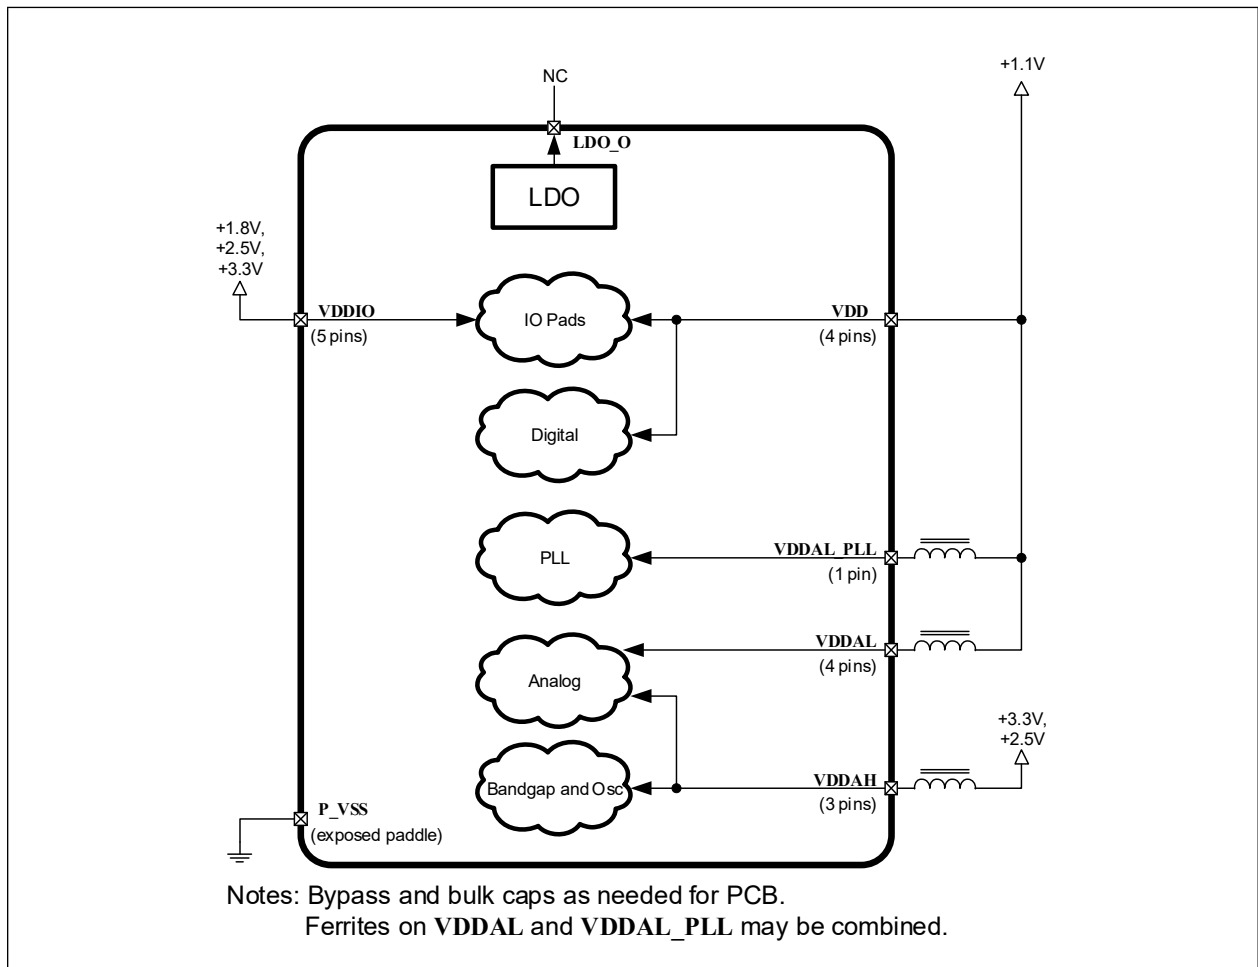 NC
+1.1V
LDO_O
LDO
+1.8V,
+2.5V,
+3.3V
VDDIO
(5 pins)
IO Pads
VDD
(4 pins)
Digital
PLL
VDDAL_PLL
(1 pin)
VDDAL
(4 pins)
Analog
+3.3V,
+2.5V
Bandgap and Osc
VDDAH
(3 pins)
P_VSS
(exposed paddle)
Notes: Bypass and bulk caps as needed for PCB.
Ferrites on VDDAL and VDDAL_PLL may be combined.